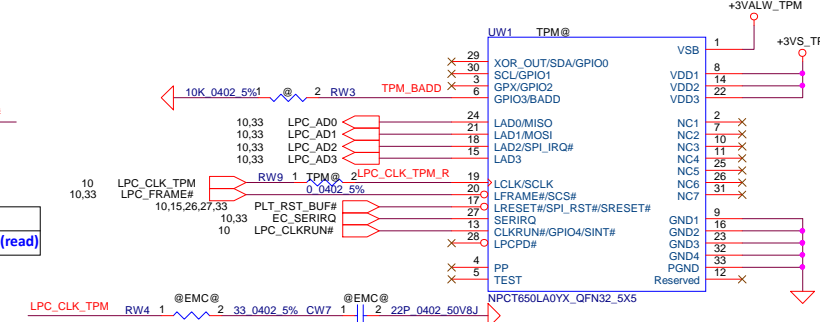 +3VALW_TPM
UW1 TPM@
+3VS_TP
29 XOR_OUT/SDA/GPIO0 VSB 1
30 SCL/GPIO1
3 GPX/GPIO2 VDD1 8
10K_0402_5% 1 @ 2 RW3 TPM_BADD 6 GPIO3/BADD VDD2 14
VDD3 22
10,33 LPC_AD0 24 LAD0/MISO NC1 2
10,33 LPC_AD1 21 LAD1/MOSI NC2 7
10,33 LPC_AD2 18 LAD2/SPI_IRQ# NC3 10
10,33 LPC_AD3 15 LAD3 NC4 11
NC5 25
10 LPC_CLK_TPM RW9 1 TPM@ 2 LPC_CLK_TPM_R 19 LCLK/SCLK NC6 26
10,33 LPC_FRAME# 0_0402_5% 20 LFRAME#/SCS# NC7 31
10,15,26,27,33 PLT_RST_BUF# 17 LRESET#/SPI_RST#/SRESET#
10,33 EC_SERIRQ 27 SERIRQ GND1 9
10 LPC_CLKRUN# 13 CLKRUN#/GPIO4/SINT# GND2 16
(read) 28 LPCPD# GND3 23
GND4 32
4 PP PGND 33
5 TEST Reserved 12
NPCT650LA0YX_QFN32_5X5
LPC_CLK_TPM RW4 1 @EMC@ 2 33_0402_5% CW7 1 @EMC@ 2 22P_0402_50V8J